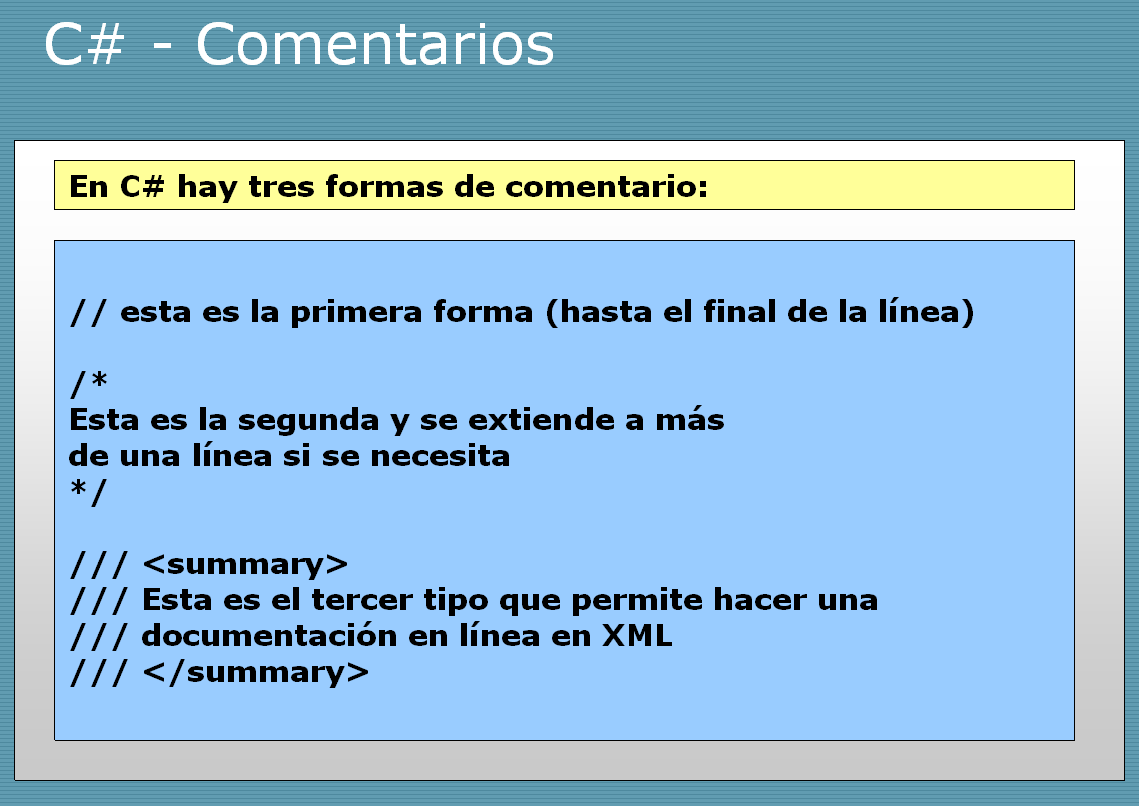 C# - Comentarios
En C# hay tres formas de comentario:
// esta es la primera forma (hasta el final de la línea)
/*
Esta es la segunda y se extiende a más
de una línea si se necesita
*/
/// <summary>
/// Esta es el tercer tipo que permite hacer una
/// documentación en línea en XML
/// </summary>